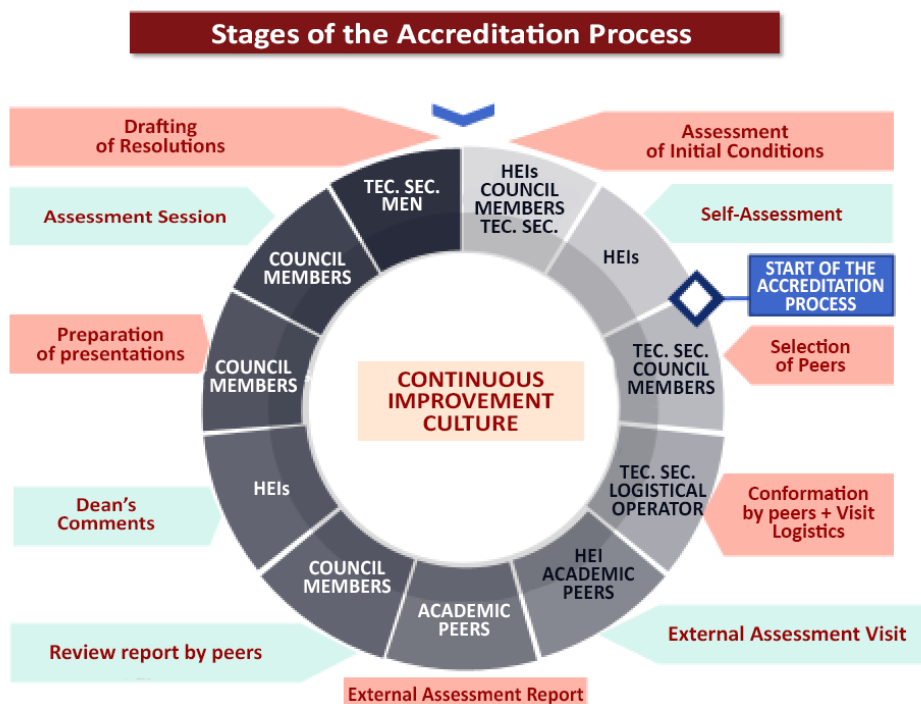 Stages of the Accreditation Process
Drafting
of Resolutions
Assessment
of Initial Conditions
TEC. SEC.
MEN
HEIs
COUNCIL
MEMBERS
TEC. SEC.
Assessment Session
Self-Assessment
COUNCIL
MEMBERS
HEIs
START OF THE
ACCREDITATION
PROCESS
Preparation
of presentations
COUNCIL
MEMBERS
TEC. SEC.
COUNCIL
MEMBERS
Selection
of Peers
CONTINUOUS
IMPROVEMENT
CULTURE
Dean's
Comments
HEIs
TEC. SEC.
LOGISTICAL
OPERATOR
Conformation
by peers + Visit
Logistics
COUNCIL
MEMBERS
ACADEMIC
PEERS
HEI
ACADEMIC
PEERS
Review report by peers
External Assessment Visit
External Assessment Report